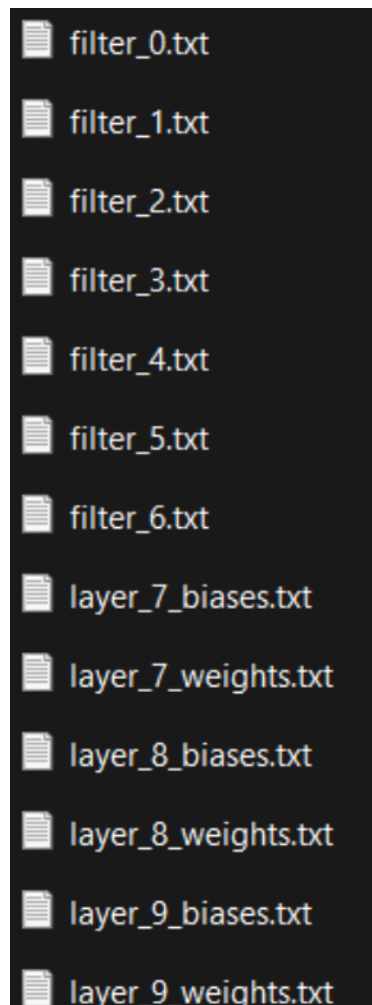 filter_0.txt
filter_1.txt
filter_2.txt
filter_3.txt
filter_4.txt
filter_5.txt
filter_6.txt
layer_7_biases.txt
layer_7_weights.txt
layer_8_biases.txt
layer_8_weights.txt
layer_9_biases.txt
layer_9_weights.txt